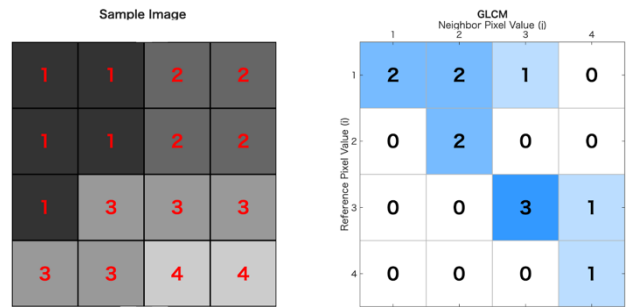 Sample Image
1 1 2 2
1 1 2 2
1 3 3 3
3 3 4 4
GLCM
Neighbor Pixel Value (j)
1 2 3 4
Reference Pixel Value (i)
1 2 2 1 0
2 0 2 0 0
3 0 0 3 1
4 0 0 0 1